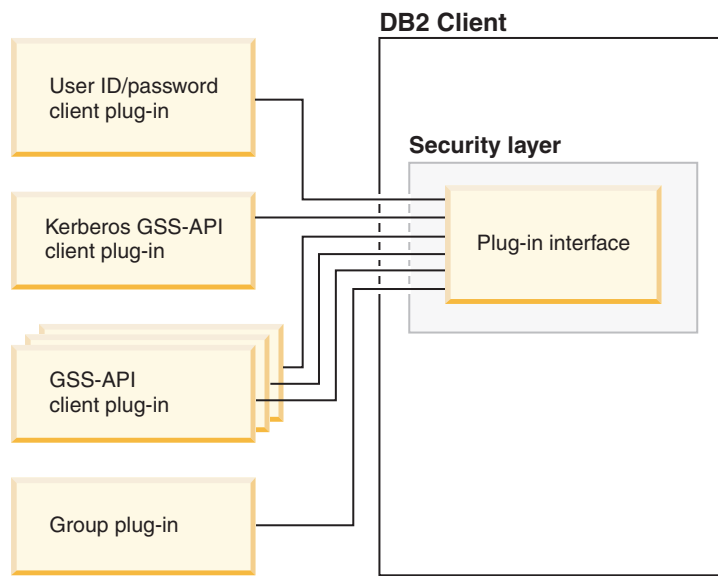 DB2 Client
User ID/password
client plug-in
Security layer
Kerberos GSS-API
client plug-in
Plug-in interface
GSS-API
client plug-in
Group plug-in